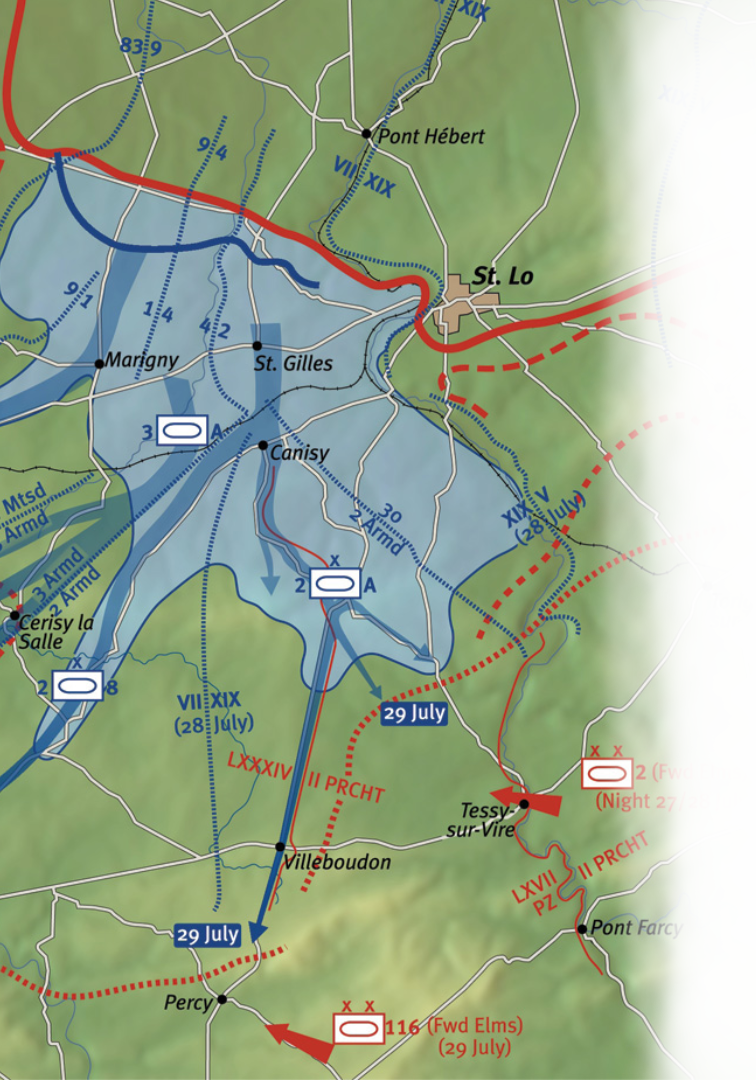 XIX
83 9
Pont Hébert
9 4
VII XIX
St. Lo
9 1
1 4
4 2
Marigny
St. Gilles
3 A
Canisy
Mtsd
Armd
30
2 Armd
XIX V
(28 July)
3 Armd
2 Armd
x
2 A
Cerisy la
Salle
x
2 8
VII XIX
(28 July)
29 July
LXXXIV II PRCHT
x x
2
(Night 27
Tessy-
sur-Vire
Villeboudon
LXVII II PRCHT
PZ
29 July
Pont Farcy
Percy
x x
116 (Fwd Elms)
(29 July)